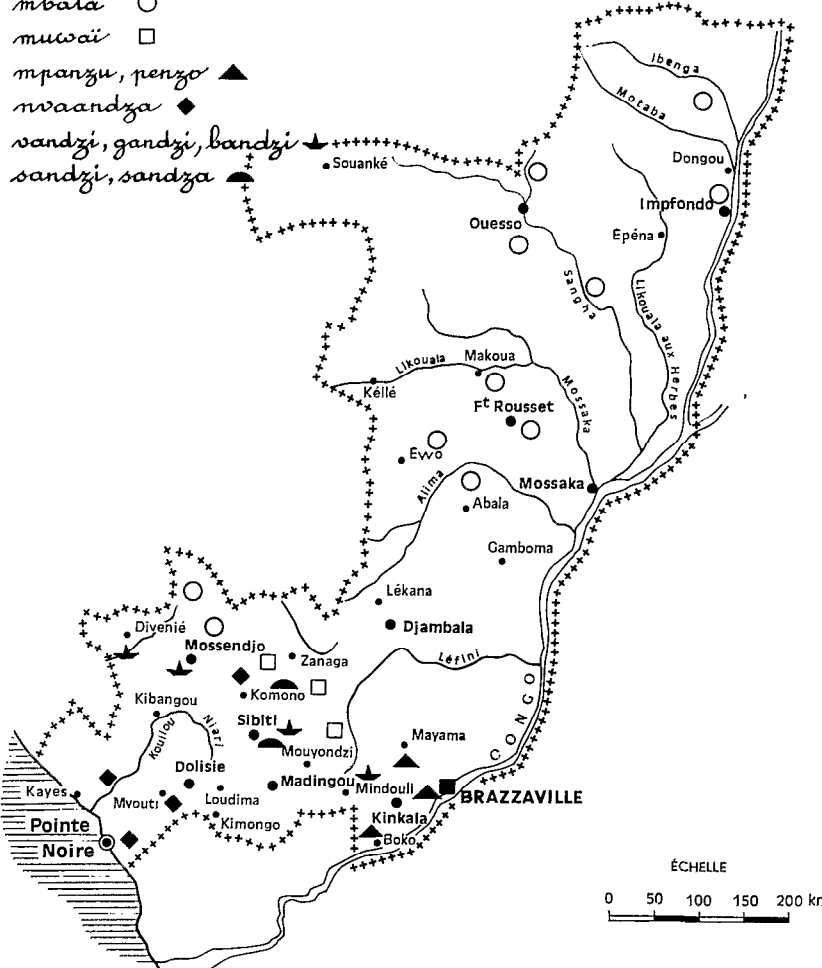 mbala
muwaï
mpanzu, penzo
nvaandza
vandzi, gandzi, bandzi
sandzi, sandza
Ibenga
Motaba
Dongou
Souanké
Impfondo
Ouesso
Epéna
Sangha
Likouala aux Herbes
Likouala
Makoua
Kéllé
Ft Rousset
Mossaka
Ewo
Alima
Mossaka
Abala
Gamboma
Lékana
Divenié
Djambala
Mossendjo
Zanaga
Léfini
Komono
Kibangou
CONGO
Sibiti
Kouilou
Niari
Mayama
Mouyondzi
Dolisie
Madingou
Mindouli
Kayes
Mvouti
Loudima
BRAZZAVILLE
Kinkala
Kimongo
Pointe
Noire
Boko
ÉCHELLE
0 50 100 150 200 km